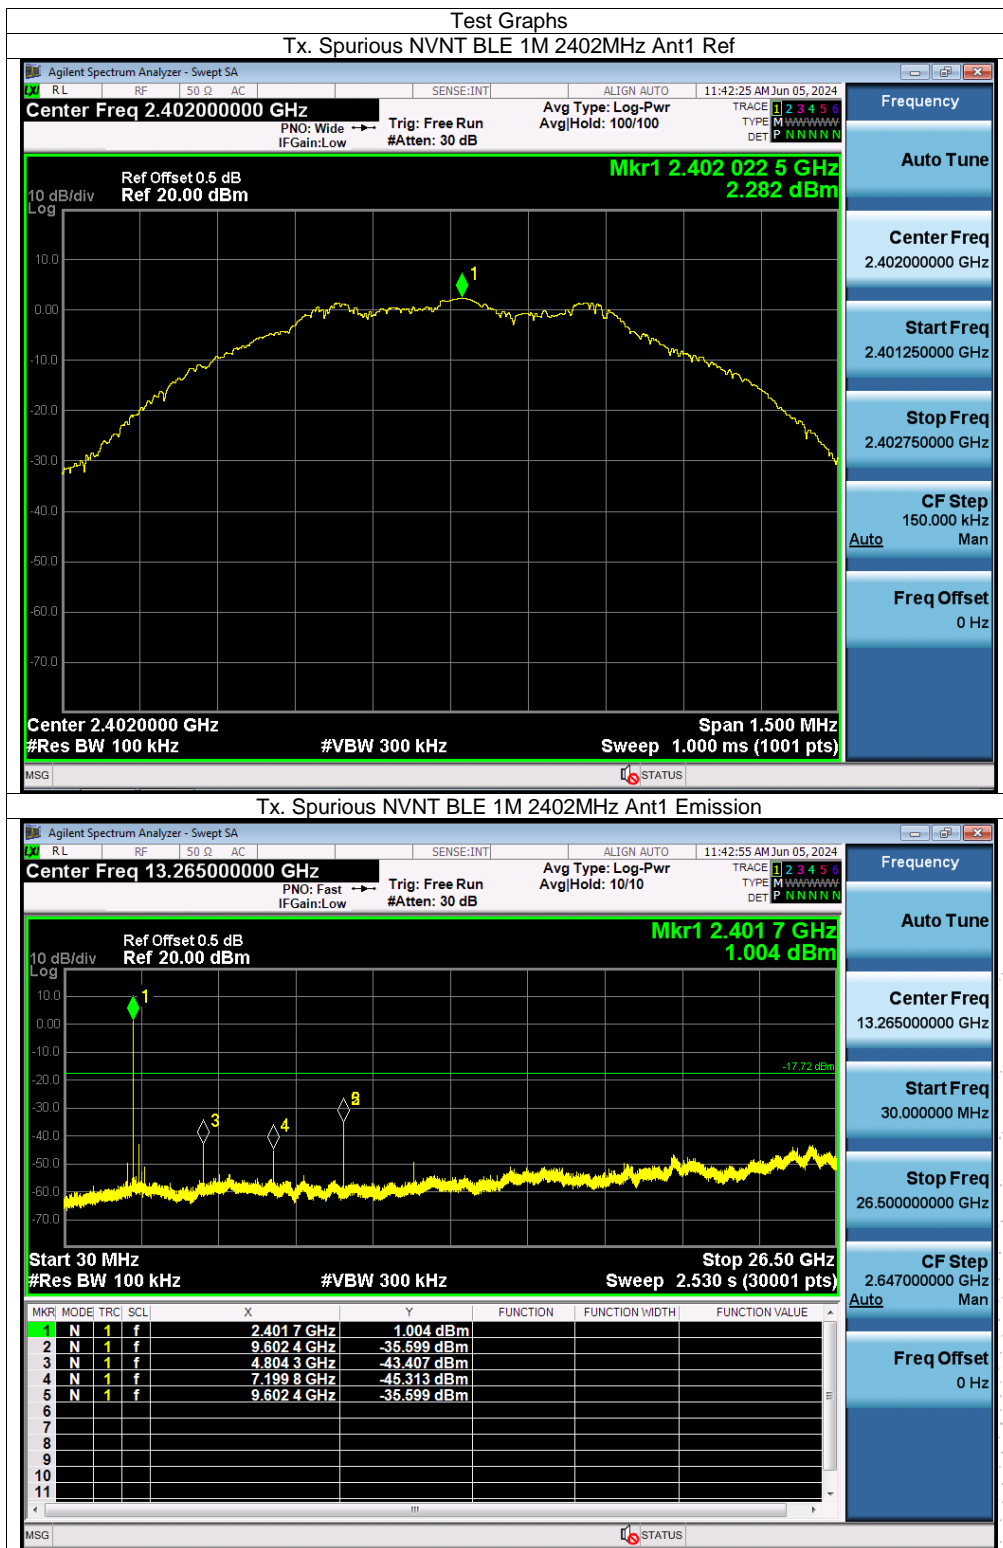 Test Graphs
Tx. Spurious NVNT BLE 1M 2402MHz Ant1 Ref
Agilent Spectrum Analyzer - Swept SA
LXI RL RF 50 Ω AC SENSE:INT ALIGN AUTO 11:42:25 AM Jun 05, 2024
Center Freq 2.402000000 GHz
PNO: Wide
IFGain:Low
Trig: Free Run
#Atten: 30 dB
Avg Type: Log-Pwr
Avg|Hold: 100/100
TRACE 1 2 3 4 5 6
TYPE M WWWWW
DET P N N N N N
Frequency
Mkr1 2.402 022 5 GHz
2.282 dBm
Ref Offset 0.5 dB
10 dB/div Ref 20.00 dBm
Log
10.0
0.00
-10.0
-20.0
-30.0
-40.0
-50.0
-60.0
-70.0
1
Center 2.4020000 GHz Span 1.500 MHz
#Res BW 100 kHz #VBW 300 kHz Sweep 1.000 ms (1001 pts)
Auto Tune
Center Freq
2.402000000 GHz
Start Freq
2.401250000 GHz
Stop Freq
2.402750000 GHz
CF Step
150.000 kHz
Auto Man
Freq Offset
0 Hz
MSG STATUS
Tx. Spurious NVNT BLE 1M 2402MHz Ant1 Emission
Agilent Spectrum Analyzer - Swept SA
LXI RL RF 50 Ω AC SENSE:INT ALIGN AUTO 11:42:55 AM Jun 05, 2024
Center Freq 13.265000000 GHz
PNO: Fast
IFGain:Low
Trig: Free Run
#Atten: 30 dB
Avg Type: Log-Pwr
Avg|Hold: 10/10
TRACE 1 2 3 4 5 6
TYPE M WWWWW
DET P N N N N N
Frequency
Mkr1 2.401 7 GHz
1.004 dBm
Ref Offset 0.5 dB
10 dB/div Ref 20.00 dBm
Log
10.0
0.00
-10.0
-20.0
-30.0
-40.0
-50.0
-60.0
-70.0
1
3
4
-17.72 dBm
Start 30 MHz Stop 26.50 GHz
#Res BW 100 kHz #VBW 300 kHz Sweep 2.530 s (30001 pts)
MKR MODE TRC SCL X Y FUNCTION FUNCTION WIDTH FUNCTION VALUE
1 N 1 f 2.401 7 GHz 1.004 dBm
2 N 1 f 9.602 4 GHz -35.599 dBm
3 N 1 f 4.804 3 GHz -43.407 dBm
4 N 1 f 7.199 8 GHz -45.313 dBm
5 N 1 f 9.602 4 GHz -35.599 dBm
6
7
8
9
10
11
Auto Tune
Center Freq
13.265000000 GHz
Start Freq
30.000000 MHz
Stop Freq
26.500000000 GHz
CF Step
2.647000000 GHz
Auto Man
Freq Offset
0 Hz
MSG STATUS